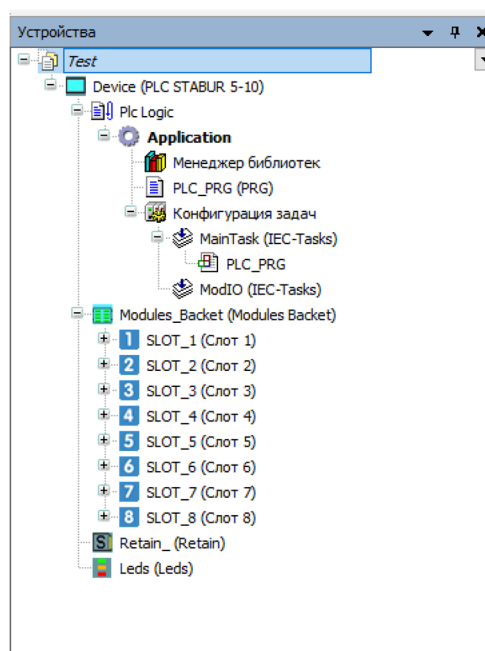 Устройства
Test
Device (PLC STABUR 5-10)
Plc Logic
Application
Менеджер библиотек
PLC_PRG (PRG)
Конфигурация задач
MainTask (IEC-Tasks)
PLC_PRG
ModIO (IEC-Tasks)
Modules_Backet (Modules Backet)
1 SLOT_1 (Слот 1)
2 SLOT_2 (Слот 2)
3 SLOT_3 (Слот 3)
4 SLOT_4 (Слот 4)
5 SLOT_5 (Слот 5)
6 SLOT_6 (Слот 6)
7 SLOT_7 (Слот 7)
8 SLOT_8 (Слот 8)
Retain_ (Retain)
Leds (Leds)